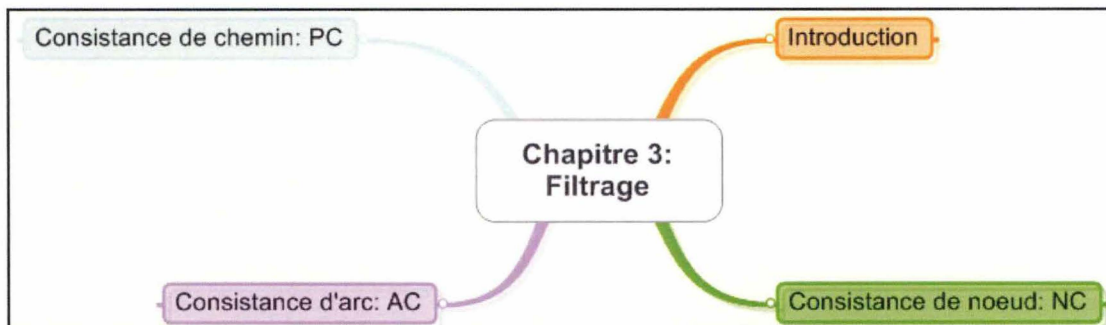 Consistance de chemin: PC
Introduction
Chapitre 3:
Filtrage
Consistance d'arc: AC
Consistance de noeud: NC